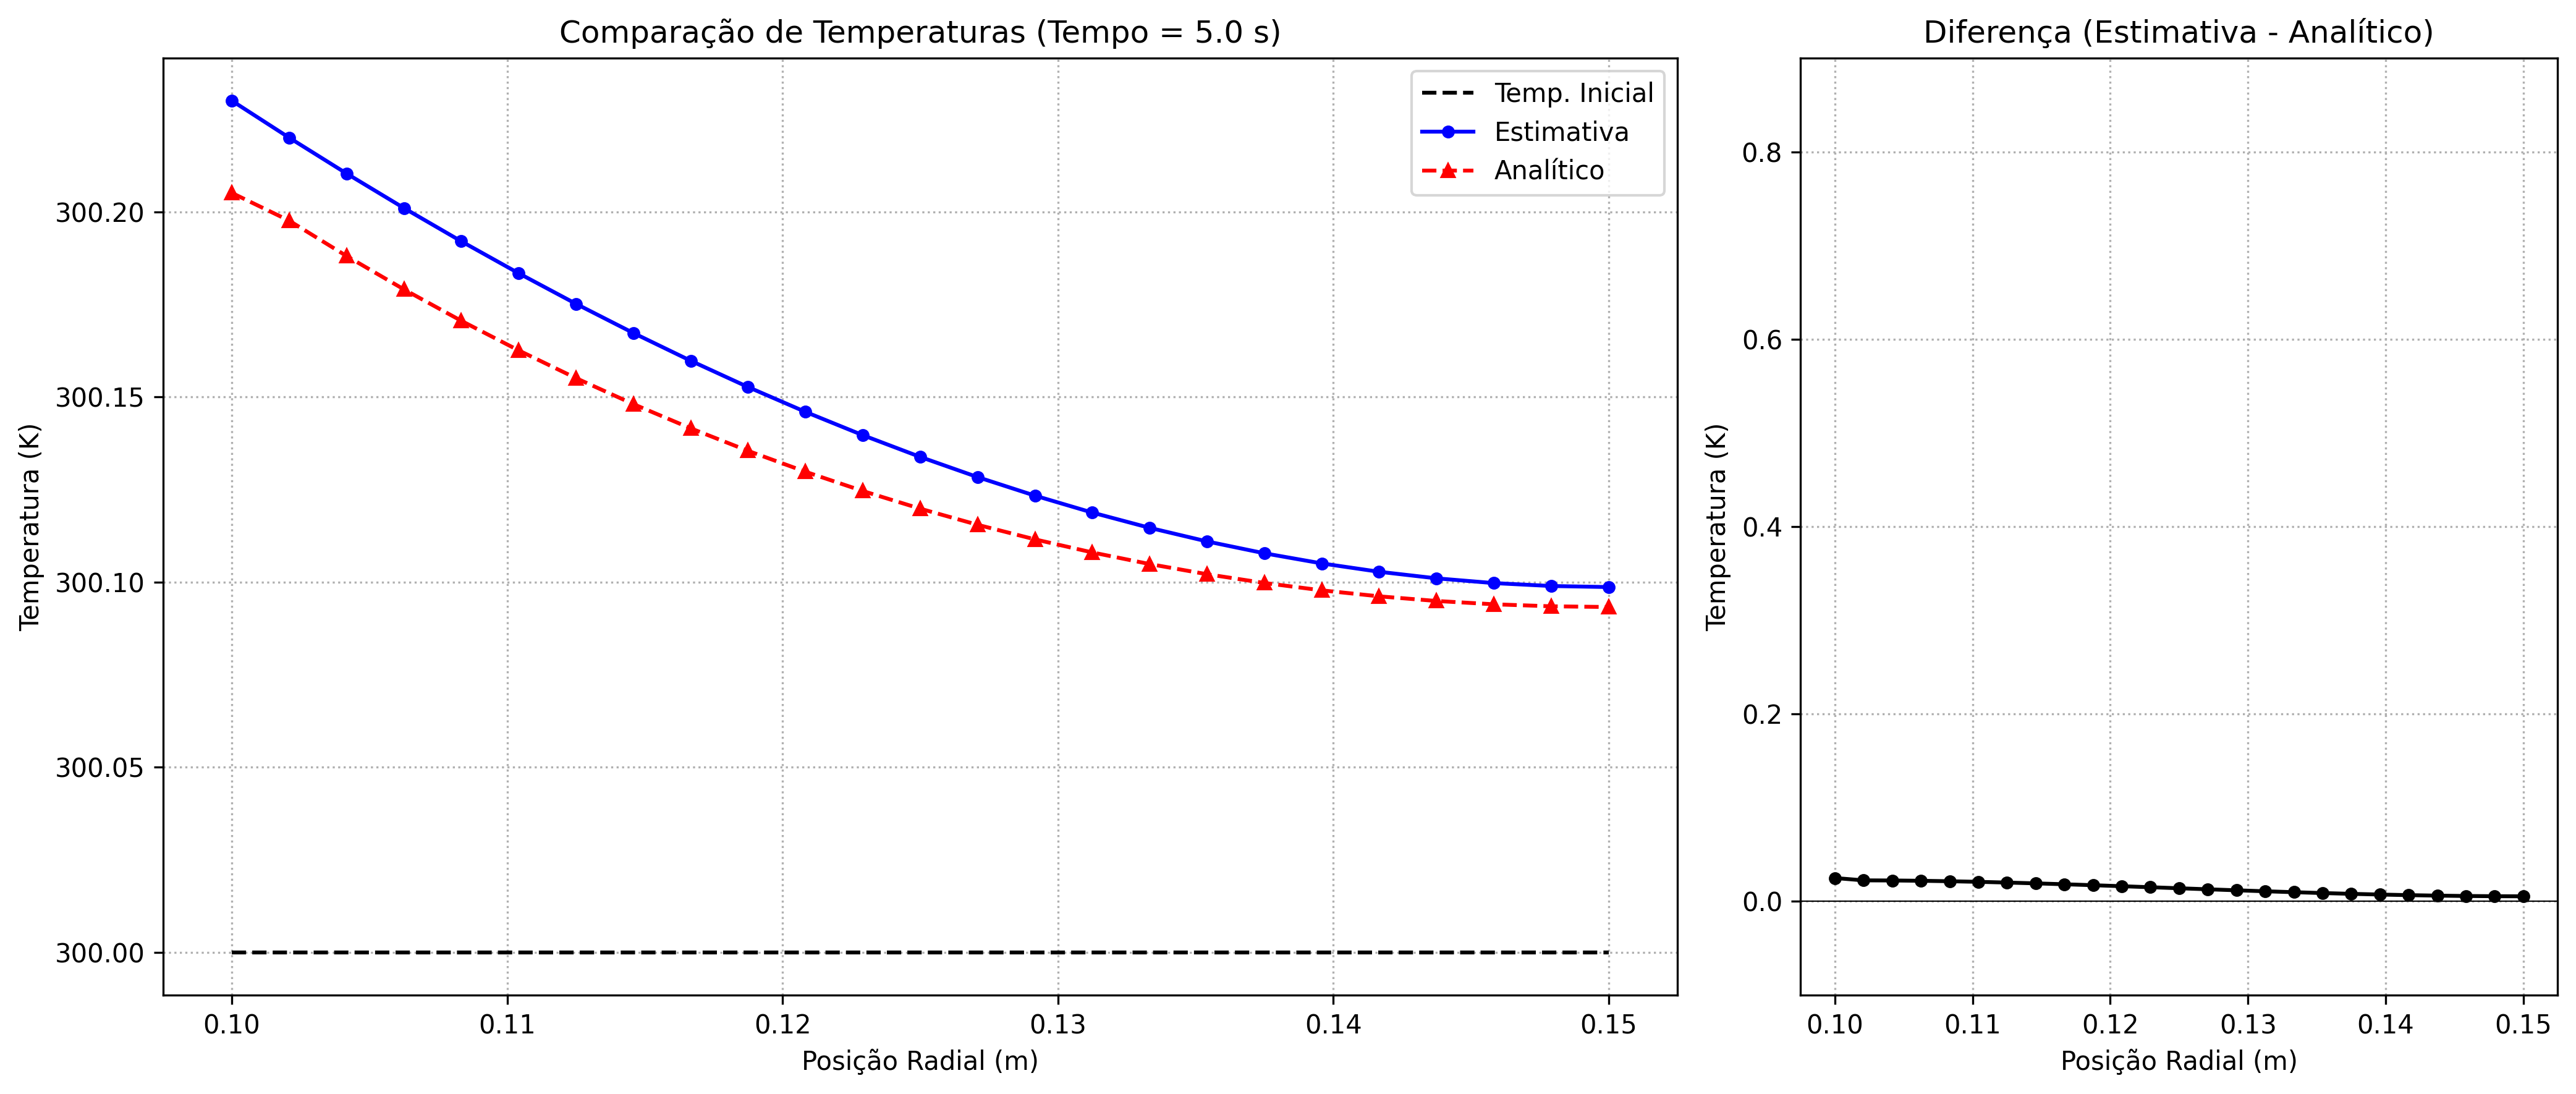 Comparação de Temperaturas (Tempo = 5.0 s)
Temp. Inicial
Estimativa
Analítico
Temperatura (K)
300.20
300.15
300.10
300.05
300.00
0.10 0.11 0.12 0.13 0.14 0.15
Posição Radial (m)
Diferença (Estimativa - Analítico)
Temperatura (K)
0.8
0.6
0.4
0.2
0.0
0.10 0.11 0.12 0.13 0.14 0.15
Posição Radial (m)